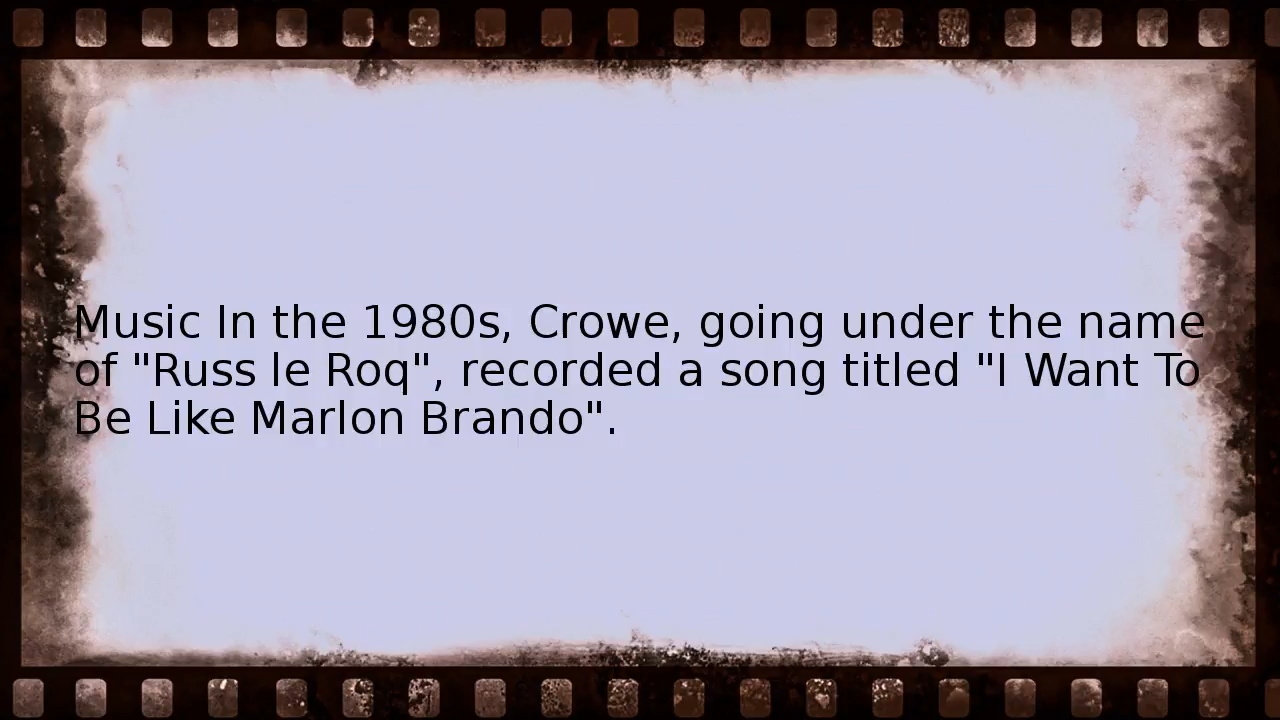 Music In the 1980s, Crowe, going under the name
of "Russ le Roq", recorded a song titled "I Want To
Be Like Marlon Brando".